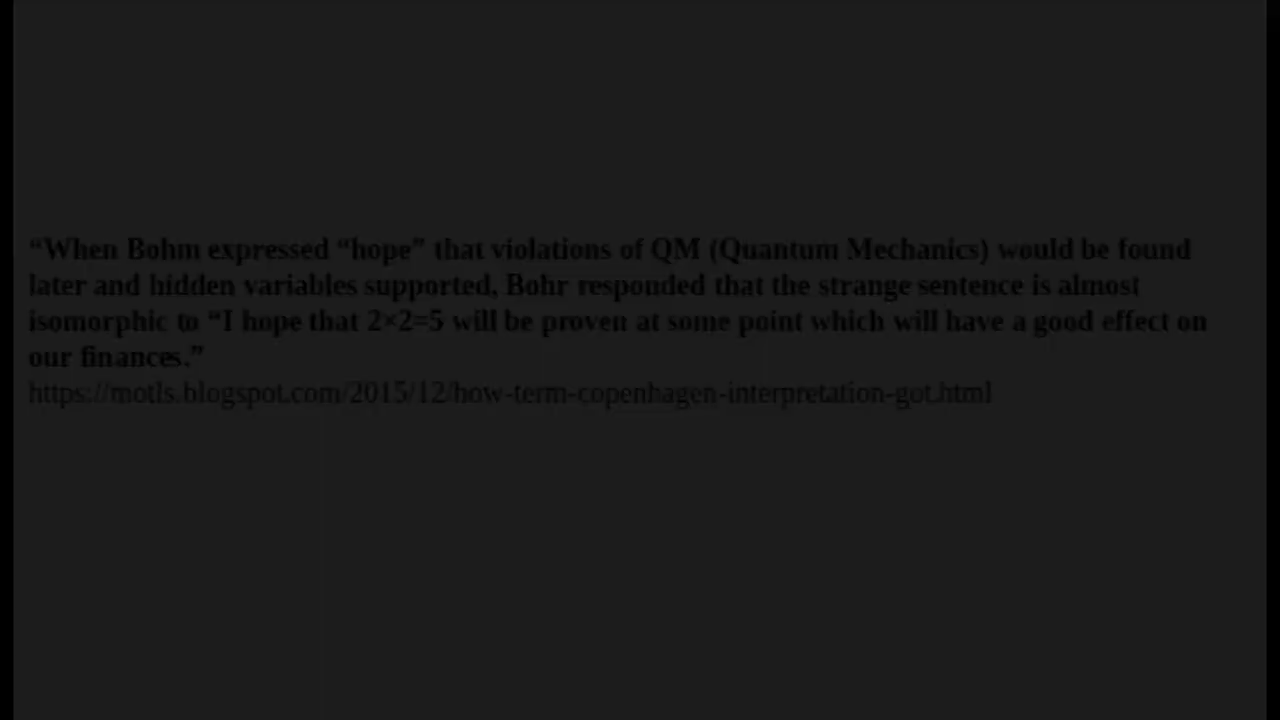 “When Bohm expressed “hope” that violations of QM (Quantum Mechanics) would be found
later and hidden variables supported, Bohr responded that the strange sentence is almost
isomorphic to “I hope that 2×2=5 will be proven at some point which will have a good effect on
our finances.”
https://motls.blogspot.com/2015/12/how-term-copenhagen-interpretation-got.html